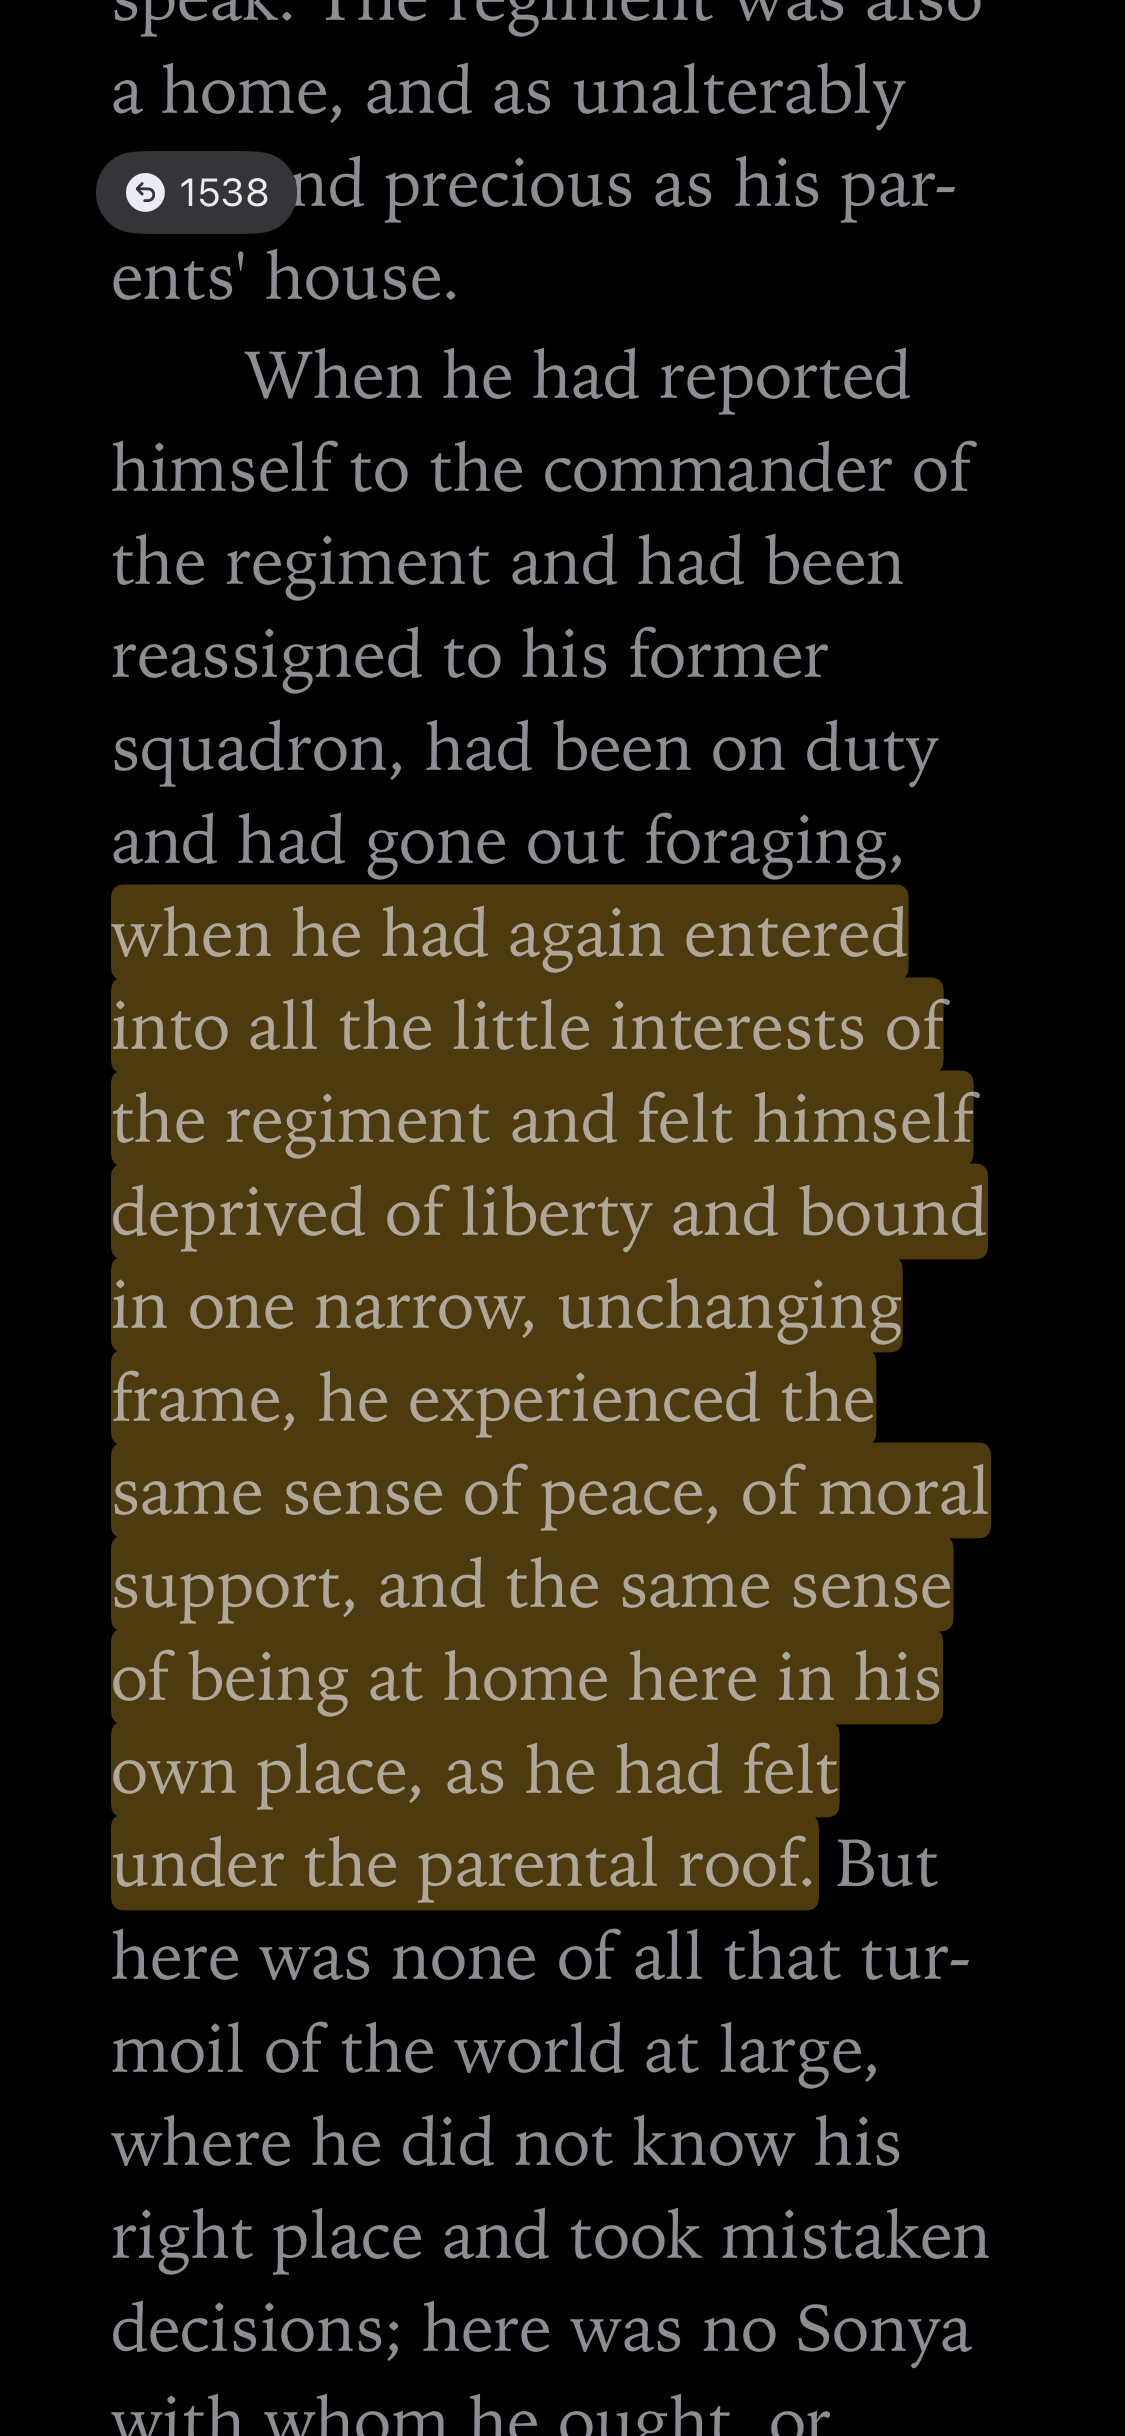 speak. The regiment was also
a home, and as unalterably
1538
nd precious as his par-
ents' house.
When he had reported
himself to the commander of
the regiment and had been
reassigned to his former
squadron, had been on duty
and had gone out foraging,
when he had again entered
into all the little interests of
the regiment and felt himself
deprived of liberty and bound
in one narrow, unchanging
frame, he experienced the
same sense of peace, of moral
support, and the same sense
of being at home here in his
own place, as he had felt
under the parental roof. But
here was none of all that tur-
moil of the world at large,
where he did not know his
right place and took mistaken
decisions; here was no Sonya
with whom he ought, or